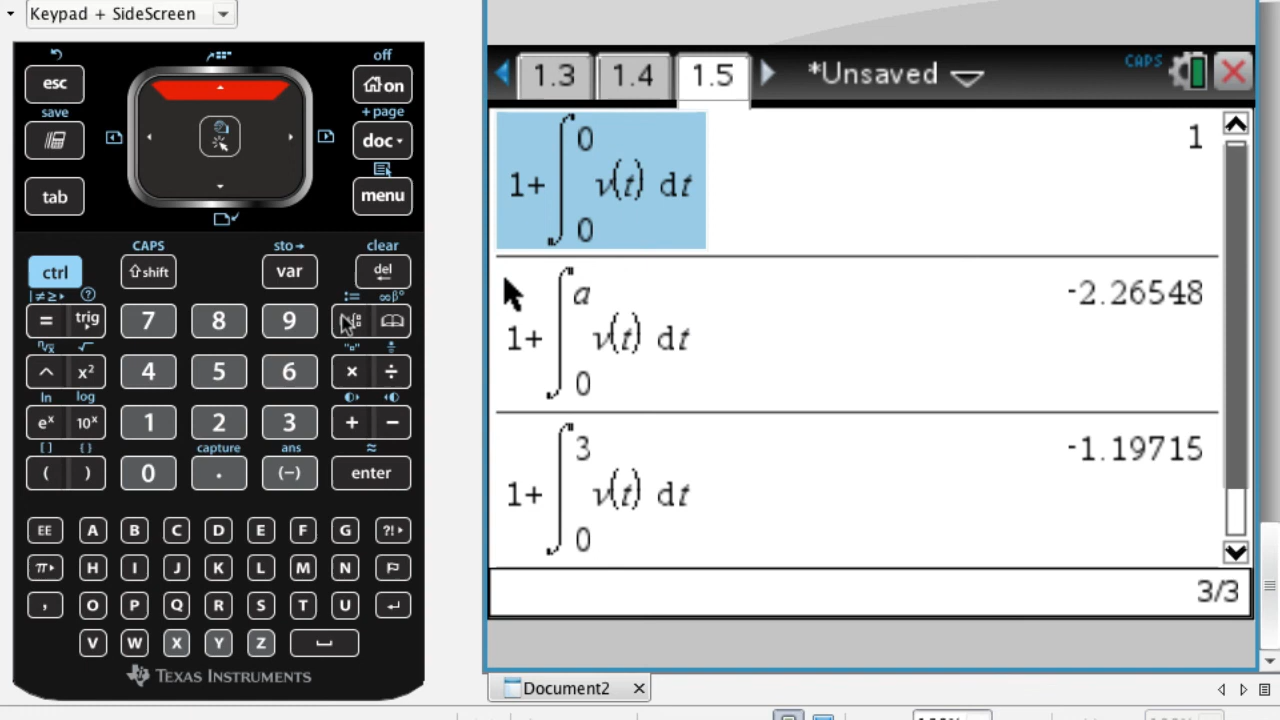 Keypad + SideScreen
off
esc
on
save
+ page
doc
tab
menu
CAPS
sto→
clear
ctrl
⇧shift
var
del
|≠≥▸
?
:=
∞β°
=
trig
7
8
9
ⁿ√x
√
"▫"
÷
^
x²
4
5
6
×
÷
ln
log
eˣ
10ˣ
1
2
3
+
−
[ ]
{ }
capture
ans
≈
(
)
0
.
(−)
enter
EE
A
B
C
D
E
F
G
?!▸
π▸
H
I
J
K
L
M
N
,
O
P
Q
R
S
T
U
↵
V
W
X
Y
Z
TEXAS INSTRUMENTS
1.3
1.4
1.5
*Unsaved
CAPS
1+∫₀⁰ v(t) dt
1
1+∫₀ᵃ v(t) dt
-2.26548
1+∫₀³ v(t) dt
-1.19715
3/3
Document2